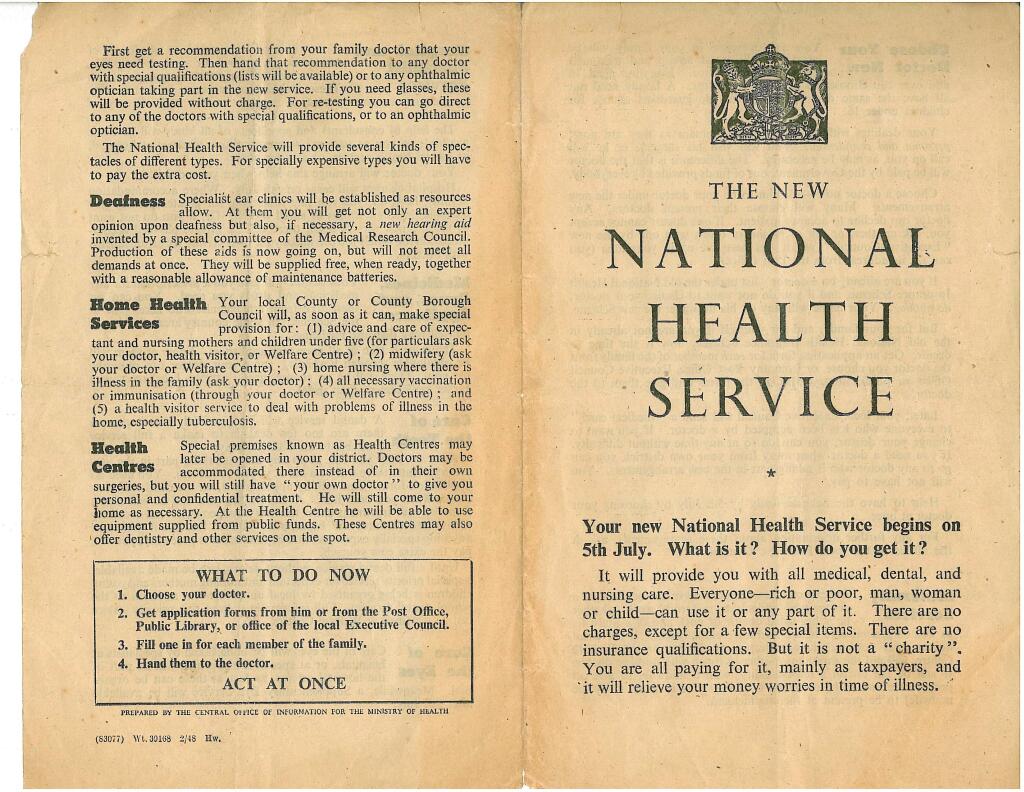 First get a recommendation from your family doctor that your
eyes need testing. Then hand that recommendation to any doctor
with special qualifications (lists will be available) or to any ophthalmic
optician taking part in the new service. If you need glasses, these
will be provided without charge. For re-testing you can go direct
to any of the doctors with special qualifications, or to an ophthalmic
optician.
The National Health Service will provide several kinds of spec-
tacles of different types. For specially expensive types you will have
to pay the extra cost.
Deafness Specialist ear clinics will be established as resources
allow. At them you will get not only an expert
opinion upon deafness but also, if necessary, a new hearing aid
invented by a special committee of the Medical Research Council.
Production of these aids is now going on, but will not meet all
demands at once. They will be supplied free, when ready, together
with a reasonable allowance of maintenance batteries.
Home Health Your local County or County Borough
Services Council will, as soon as it can, make special
provision for: (1) advice and care of expec-
tant and nursing mothers and children under five (for particulars ask
your doctor, health visitor, or Welfare Centre) ; (2) midwifery (ask
your doctor or Welfare Centre) ; (3) home nursing where there is
illness in the family (ask your doctor) ; (4) all necessary vaccination
or immunisation (through your doctor or Welfare Centre) ; and
(5) a health visitor service to deal with problems of illness in the
home, especially tuberculosis.
Health Special premises known as Health Centres may
Centres later be opened in your district. Doctors may be
accommodated there instead of in their own
surgeries, but you will still have "your own doctor" to give you
personal and confidential treatment. He will still come to your
home as necessary. At the Health Centre he will be able to use
equipment supplied from public funds. These Centres may also
offer dentistry and other services on the spot.
WHAT TO DO NOW
1. Choose your doctor.
2. Get application forms from him or from the Post Office,
Public Library, or office of the local Executive Council.
3. Fill one in for each member of the family.
4. Hand them to the doctor.
ACT AT ONCE
PREPARED BY THE CENTRAL OFFICE OF INFORMATION FOR THE MINISTRY OF HEALTH
(83077) Wt. 30168 2/48 Hw.
THE NEW
NATIONAL
HEALTH
SERVICE
*
Your new National Health Service begins on
5th July. What is it? How do you get it?
It will provide you with all medical, dental, and
nursing care. Everyone—rich or poor, man, woman
or child—can use it or any part of it. There are no
charges, except for a few special items. There are no
insurance qualifications. But it is not a "charity".
You are all paying for it, mainly as taxpayers, and
it will relieve your money worries in time of illness.